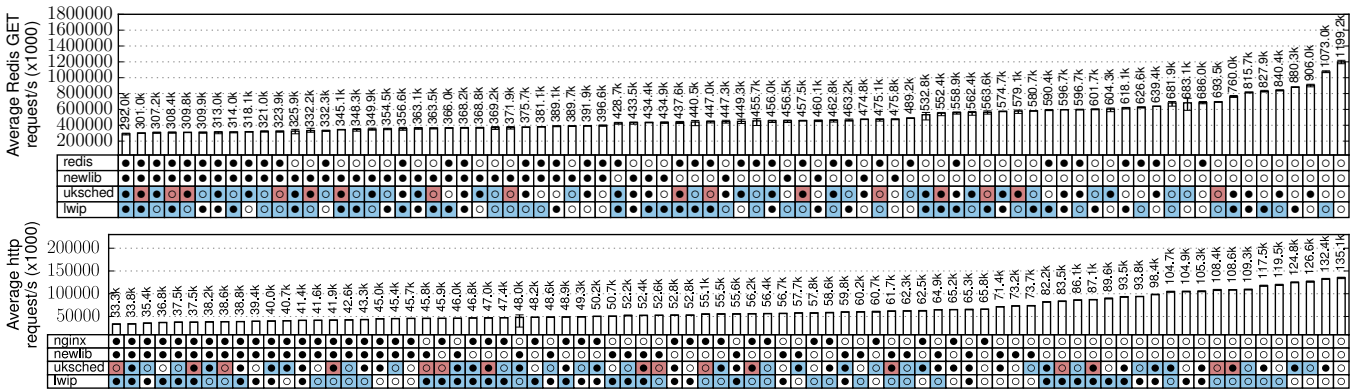 Average Redis GET
request/s (x1000)
1800000
1600000
1400000
1200000
1000000
800000
600000
400000
200000
292.0k 301.0k 307.2k 308.4k 309.8k 309.9k 313.0k 314.0k 318.1k 321.0k 323.9k 325.9k 332.2k 332.3k 345.1k 348.3k 349.9k 354.5k 356.6k 363.1k 363.5k 366.0k 368.2k 368.8k 369.2k 371.9k 375.7k 381.1k 389.1k 389.7k 391.9k 396.6k 428.7k 433.5k 434.4k 434.9k 437.6k 440.5k 447.0k 447.3k 449.3k 455.7k 456.0k 456.5k 457.5k 460.1k 462.8k 463.2k 474.8k 475.1k 475.8k 489.2k 532.8k 552.4k 558.9k 562.4k 563.6k 574.7k 579.1k 580.7k 590.4k 596.7k 596.7k 601.7k 604.3k 618.1k 626.6k 639.4k 681.9k 683.1k 686.0k 693.5k 760.0k 815.7k 827.9k 840.4k 880.3k 906.0k 1073.0k 1199.2k
redis
newlib
uksched
lwip
Average http
request/s (x1000)
200000
150000
100000
50000
33.3k 33.8k 35.4k 36.8k 37.5k 37.5k 38.2k 38.6k 38.8k 39.4k 40.0k 40.7k 41.4k 41.6k 41.9k 42.6k 43.3k 45.0k 45.4k 45.7k 45.8k 45.9k 46.0k 46.8k 47.0k 47.4k 48.0k 48.2k 48.6k 48.9k 49.3k 50.2k 50.7k 52.2k 52.4k 52.6k 52.8k 52.8k 55.1k 55.5k 55.6k 56.2k 56.4k 56.7k 57.7k 57.8k 58.6k 59.8k 60.2k 60.7k 61.7k 62.3k 62.5k 64.9k 65.2k 65.3k 65.8k 71.4k 73.2k 73.7k 82.2k 83.5k 86.1k 87.1k 89.6k 93.5k 93.8k 98.4k 104.7k 104.9k 105.3k 108.4k 108.6k 109.3k 117.5k 119.5k 124.8k 126.6k 132.4k 135.1k
nginx
newlib
uksched
lwip